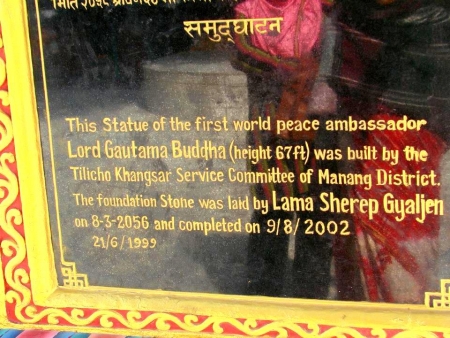 समुद्घाटन
This Statue of the first world peace ambassador
Lord Gautama Buddha (height 67ft) was built by the
Tilicho Khangsar Service Committee of Manang District.
The foundation Stone was laid by Lama Sherep Gyaljen
on 8-3-2056 and completed on 9/8/2002
21/6/1999